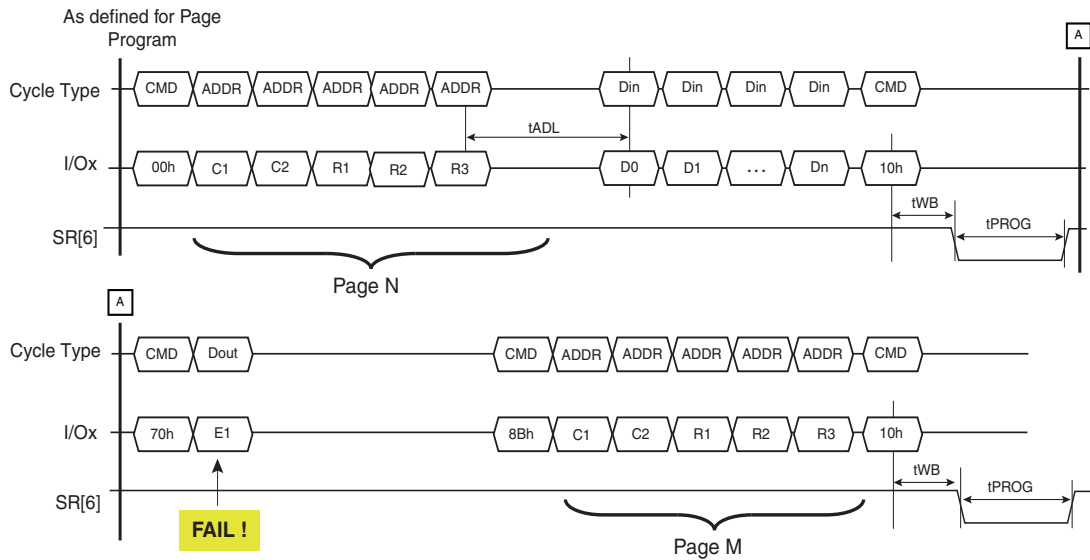 As defined for Page
Program
A
Cycle Type CMD ADDR ADDR ADDR ADDR ADDR Din Din Din Din CMD
tADL
I/Ox 00h C1 C2 R1 R2 R3 D0 D1 ... Dn 10h
tWB
tPROG
SR[6]
Page N
A
Cycle Type CMD Dout CMD ADDR ADDR ADDR ADDR ADDR CMD
I/Ox 70h E1 8Bh C1 C2 R1 R2 R3 10h
tWB
tPROG
SR[6]
FAIL !
Page M